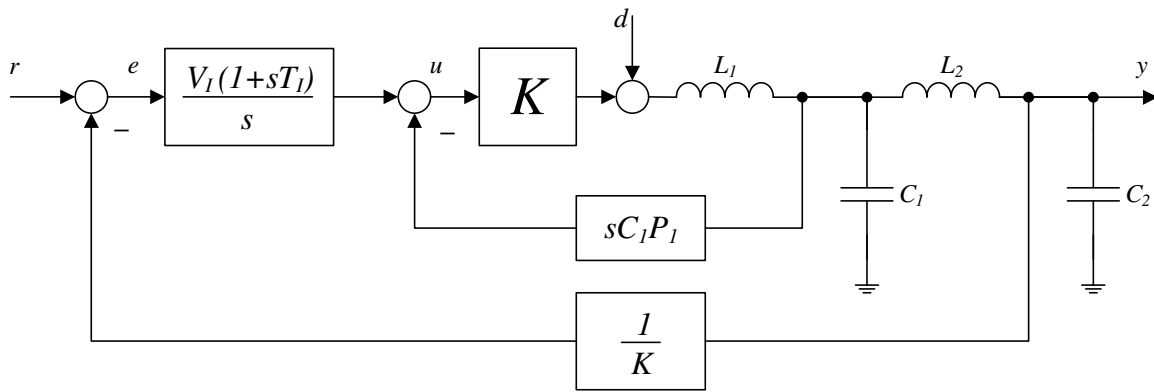 d
r
e
V_I(1+sT_I)
s
u
K
L_1
L_2
y
–
–
C_1
C_2
sC_1P_1
1
K